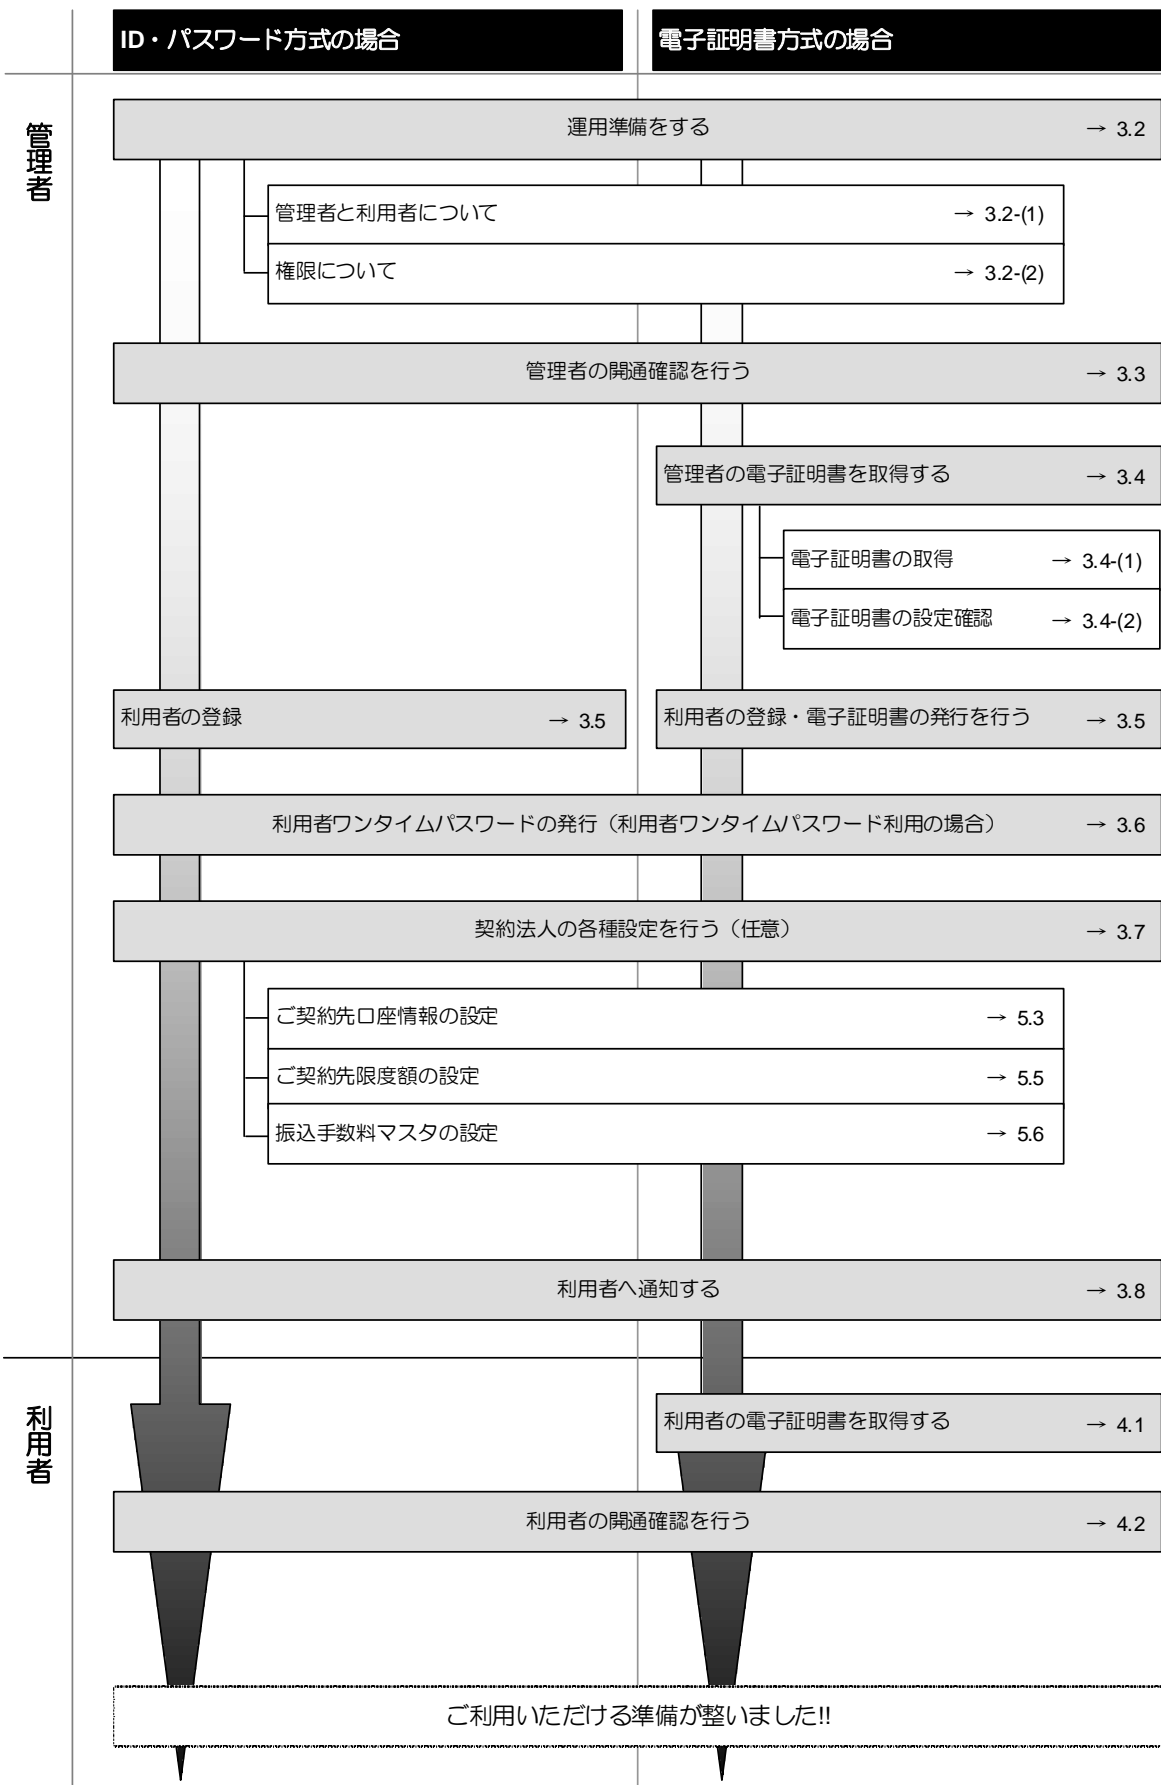 ID・パスワード方式の場合
電子証明書方式の場合
管理者
運用準備をする → 3.2
管理者と利用者について → 3.2-(1)
権限について → 3.2-(2)
管理者の開通確認を行う → 3.3
管理者の電子証明書を取得する → 3.4
電子証明書の取得 → 3.4-(1)
電子証明書の設定確認 → 3.4-(2)
利用者の登録 → 3.5
利用者の登録・電子証明書の発行を行う → 3.5
利用者ワンタイムパスワードの発行（利用者ワンタイムパスワード利用の場合） → 3.6
契約法人の各種設定を行う（任意） → 3.7
ご契約先口座情報の設定 → 5.3
ご契約先限度額の設定 → 5.5
振込手数料マスタの設定 → 5.6
利用者へ通知する → 3.8
利用者
利用者の電子証明書を取得する → 4.1
利用者の開通確認を行う → 4.2
ご利用いただける準備が整いました!!